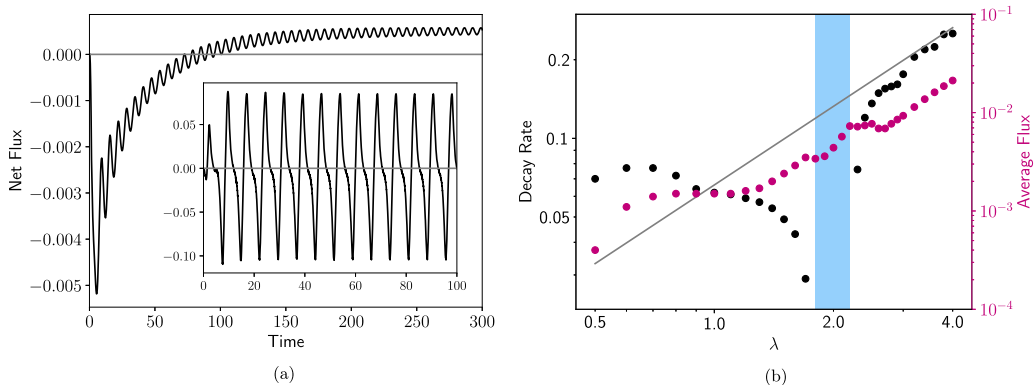 0.000
−0.001
−0.002
−0.003
−0.004
−0.005
Net Flux
0 50 100 150 200 250 300
Time
0.05
0.00
−0.05
−0.10
0 20 40 60 80 100
(a)
0.2
0.1
0.05
Decay Rate
0.5 1.0 2.0 4.0
λ
10⁻¹
10⁻²
10⁻³
10⁻⁴
Average Flux
(b)